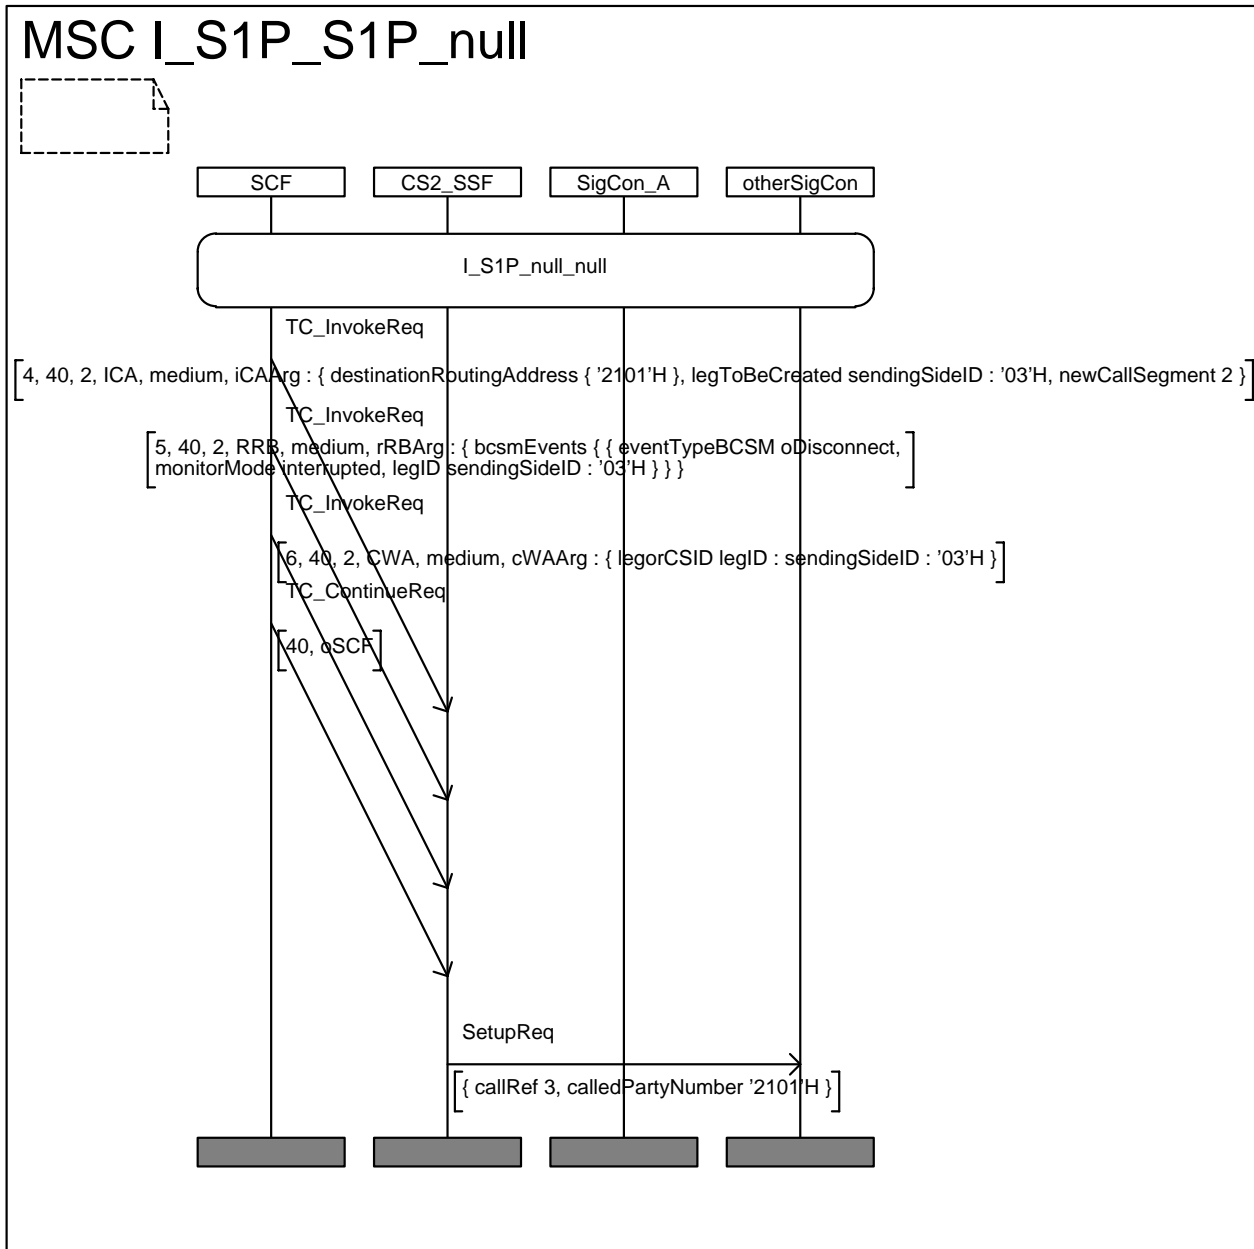 MSC I_S1P_S1P_null
SCF
CS2_SSF
SigCon_A
otherSigCon
I_S1P_null_null
TC_InvokeReq
4, 40, 2, ICA, medium, iCAArg : { destinationRoutingAddress { ’2101’H }, legToBeCreated sendingSideID : ’03’H, newCallSegment 2 }
TC_InvokeReq
5, 40, 2, RRB, medium, rRBArg : { bcsmEvents { { eventTypeBCSM oDisconnect,
monitorMode interrupted, legID sendingSideID : ’03’H } } }
TC_InvokeReq
6, 40, 2, CWA, medium, cWAArg : { legorCSID legID : sendingSideID : ’03’H }
TC_ContinueReq
40, oSCF
SetupReq
{ callRef 3, calledPartyNumber ’2101’H }